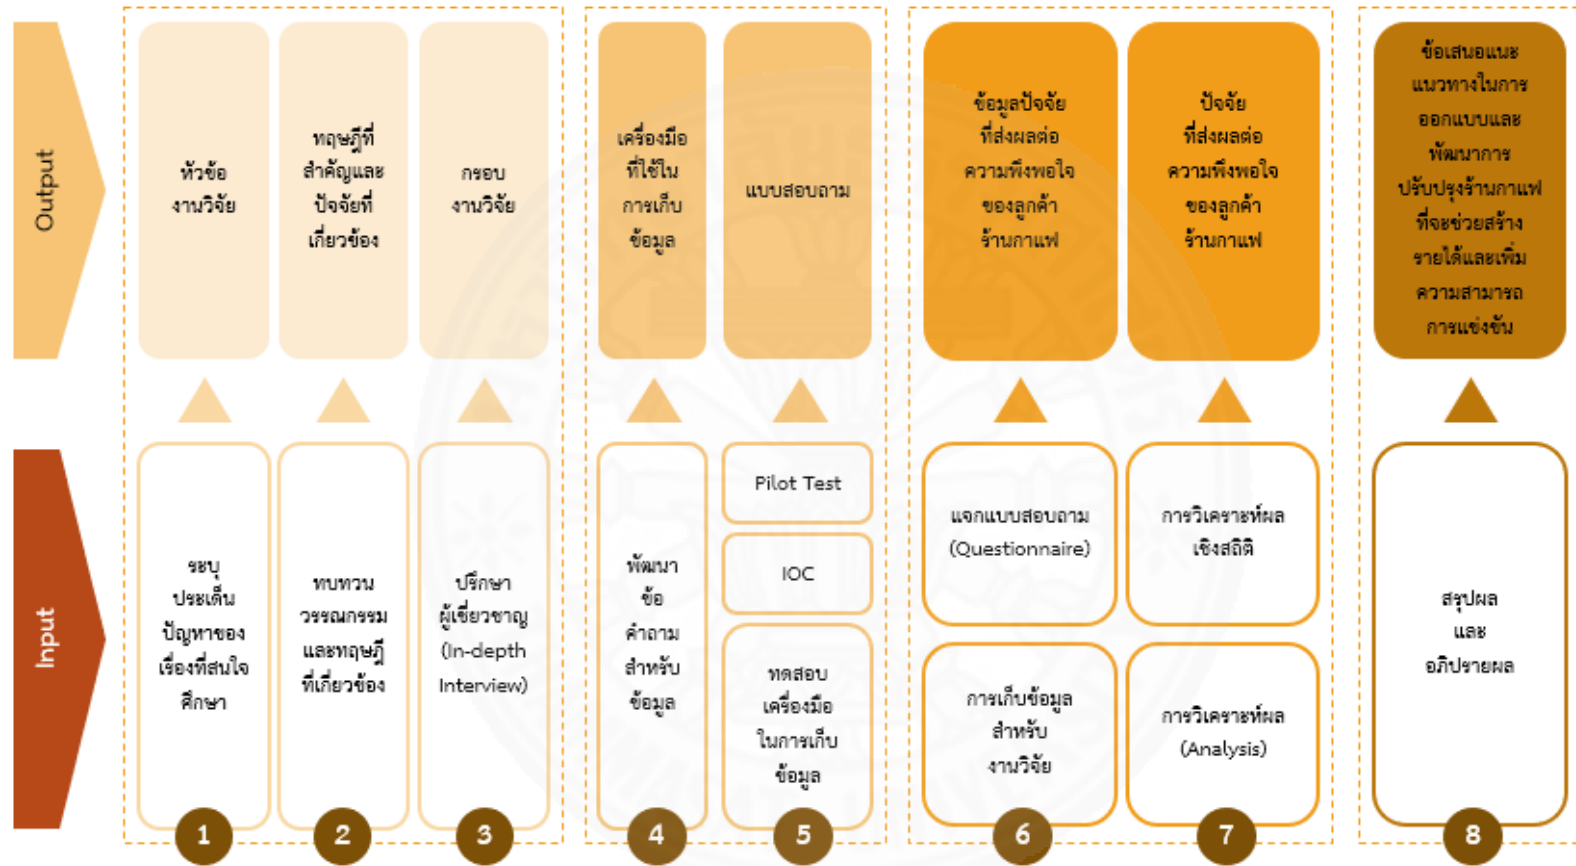 Output
หัวข้อ
งานวิจัย
ทฤษฎีที่
สำคัญและ
ปัจจัยที่
เกี่ยวข้อง
กรอบ
งานวิจัย
เครื่องมือ
ที่ใช้ใน
การเก็บ
ข้อมูล
แบบสอบถาม
ข้อมูลปัจจัย
ที่ส่งผลต่อ
ความพึงพอใจ
ของลูกค้า
ร้านกาแฟ
ปัจจัย
ที่ส่งผลต่อ
ความพึงพอใจ
ของลูกค้า
ร้านกาแฟ
ข้อเสนอแนะ
แนวทางในการ
ออกแบบและ
พัฒนาการ
ปรับปรุงร้านกาแฟ
ที่จะช่วยสร้าง
รายได้และเพิ่ม
ความสามารถ
การแข่งขัน
Input
ระบุ
ประเด็น
ปัญหาของ
เรื่องที่สนใจ
ศึกษา
1
ทบทวน
วรรณกรรม
และทฤษฎี
ที่เกี่ยวข้อง
2
ปรึกษา
ผู้เชี่ยวชาญ
(In-depth
Interview)
3
พัฒนา
ข้อ
คำถาม
สำหรับ
ข้อมูล
4
Pilot Test
IOC
ทดสอบ
เครื่องมือ
ในการเก็บ
ข้อมูล
5
แจกแบบสอบถาม
(Questionnaire)
การเก็บข้อมูล
สำหรับ
งานวิจัย
6
การวิเคราะห์ผล
เชิงสถิติ
การวิเคราะห์ผล
(Analysis)
7
สรุปผล
และ
อภิปรายผล
8